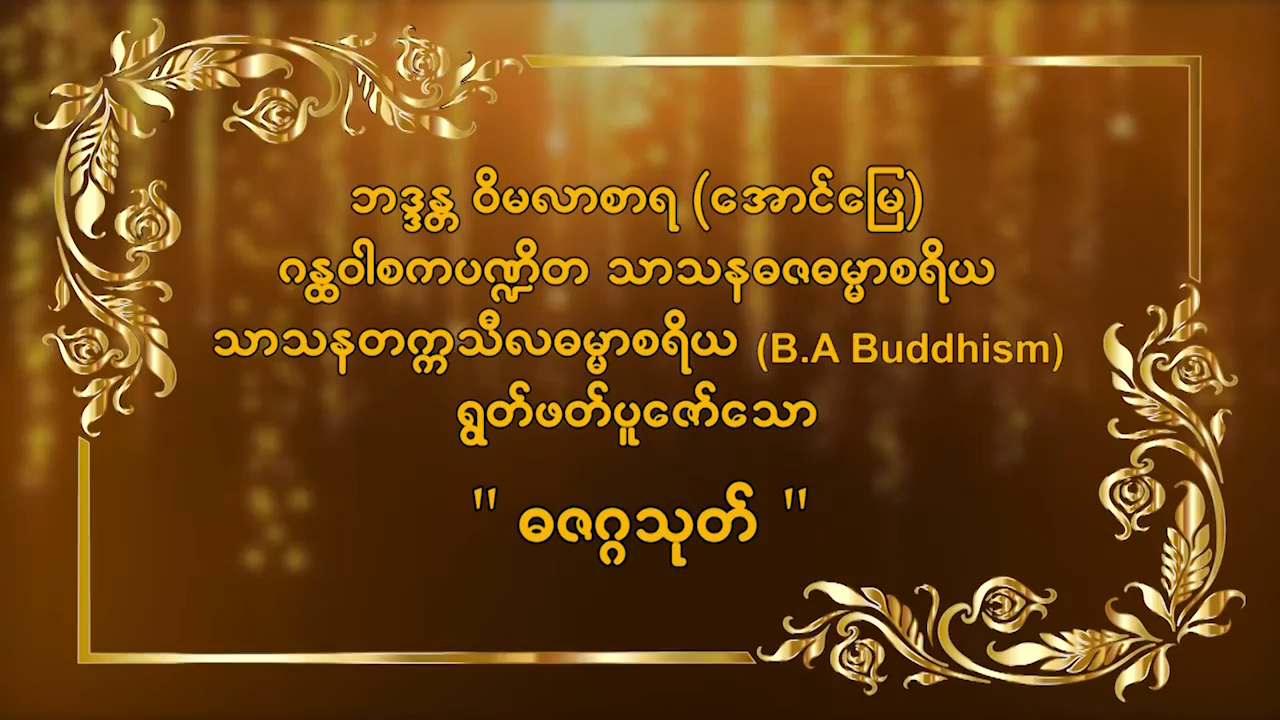 ဘဒ္ဒန္တ ဝိမလာစာရ (အောင်မြေ)
ဂန္ထဝါစကပဏ္ဍိတ သာသနဓဇဓမ္မာစရိယ
သာသနတက္ကသီလဓမ္မာစရိယ (B.A Buddhism)
ရွတ်ဖတ်ပူဇော်သော
" ဓဇဂ္ဂသုတ် "